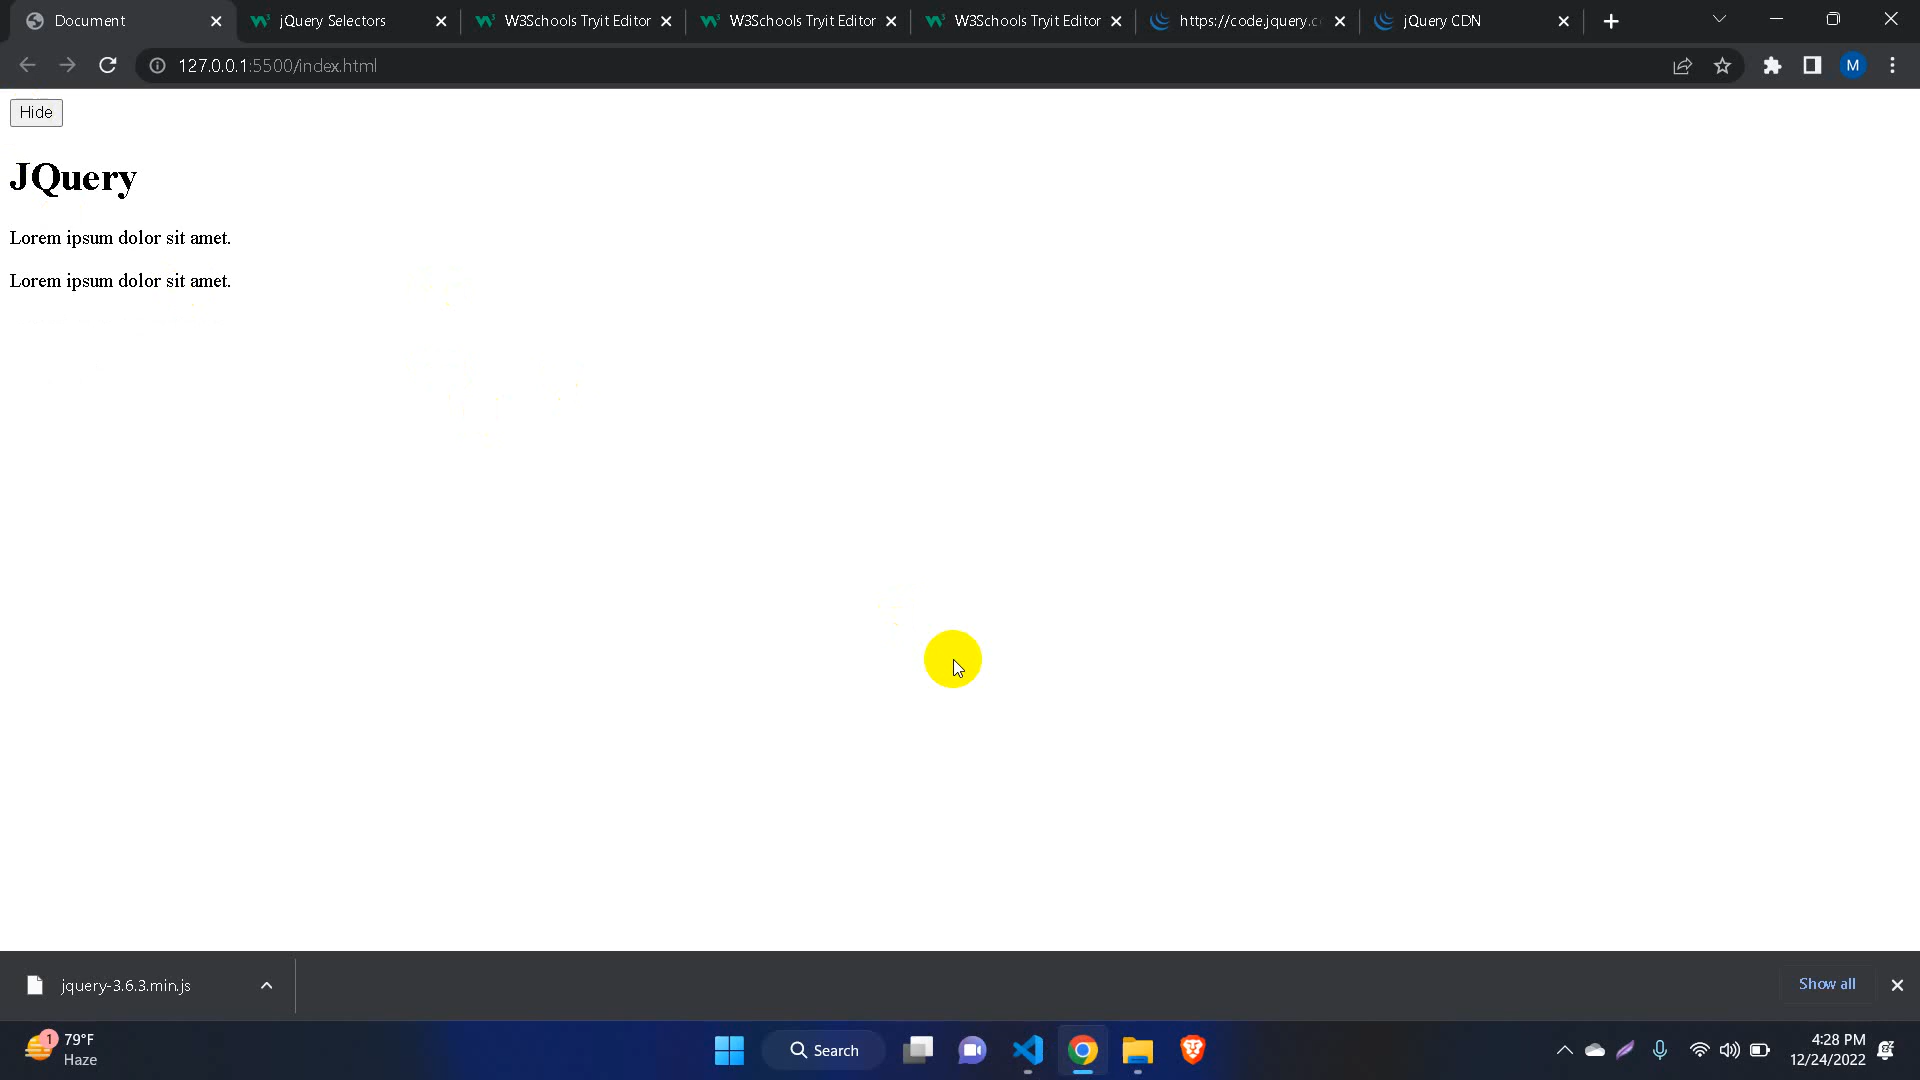 Document
jQuery Selectors
W3Schools Tryit Editor
W3Schools Tryit Editor
W3Schools Tryit Editor
https://code.jquery.c
jQuery CDN
127.0.0.1:5500/index.html
M
Hide
JQuery
Lorem ipsum dolor sit amet.
Lorem ipsum dolor sit amet.
jquery-3.6.3.min.js
Show all
1
79°F
Haze
Search
4:28 PM
12/24/2022